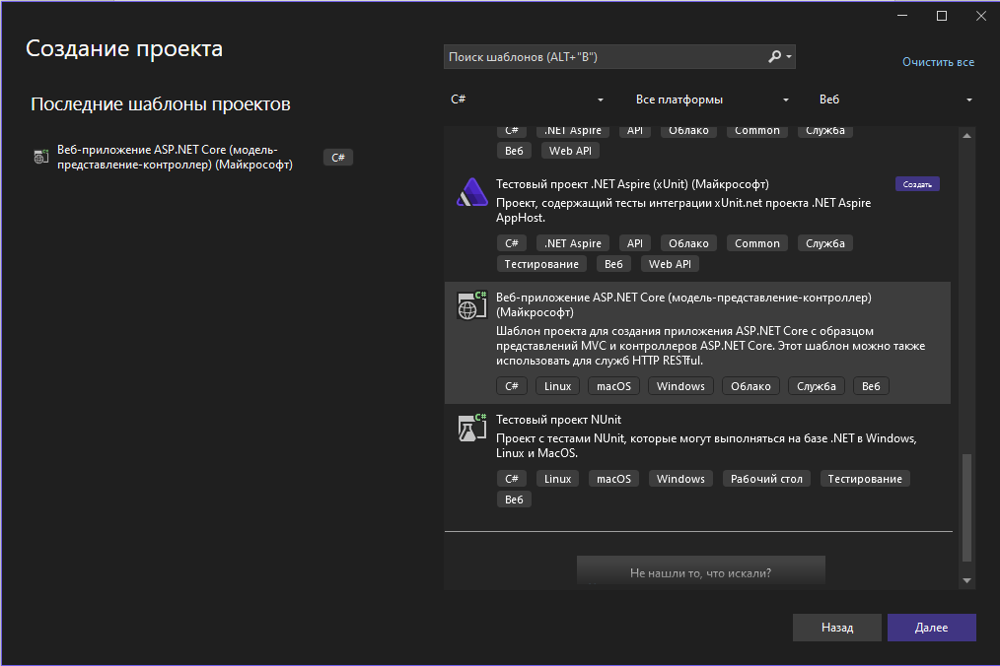 Создание проекта
Поиск шаблонов (ALT+"В")
Очистить все
Последние шаблоны проектов
C# Все платформы Веб
Веб-приложение ASP.NET Core (модель-
представление-контроллер) (Майкрософт)
C#
C# .NET Aspire API Облако Common Служба
Веб Web API
Тестовый проект .NET Aspire (xUnit) (Майкрософт)
Создать
Проект, содержащий тесты интеграции xUnit.net проекта .NET Aspire
AppHost.
C# .NET Aspire API Облако Common Служба
Тестирование Веб Web API
C#
Веб-приложение ASP.NET Core (модель-представление-контроллер)
(Майкрософт)
Шаблон проекта для создания приложения ASP.NET Core с образцом
представлений MVC и контроллеров ASP.NET Core. Этот шаблон можно также
использовать для служб HTTP RESTful.
C# Linux macOS Windows Облако Служба Веб
C#
Тестовый проект NUnit
Проект с тестами NUnit, которые могут выполняться на базе .NET в Windows,
Linux и MacOS.
C# Linux macOS Windows Рабочий стол Тестирование
Веб
Не нашли то, что искали?
Назад Далее